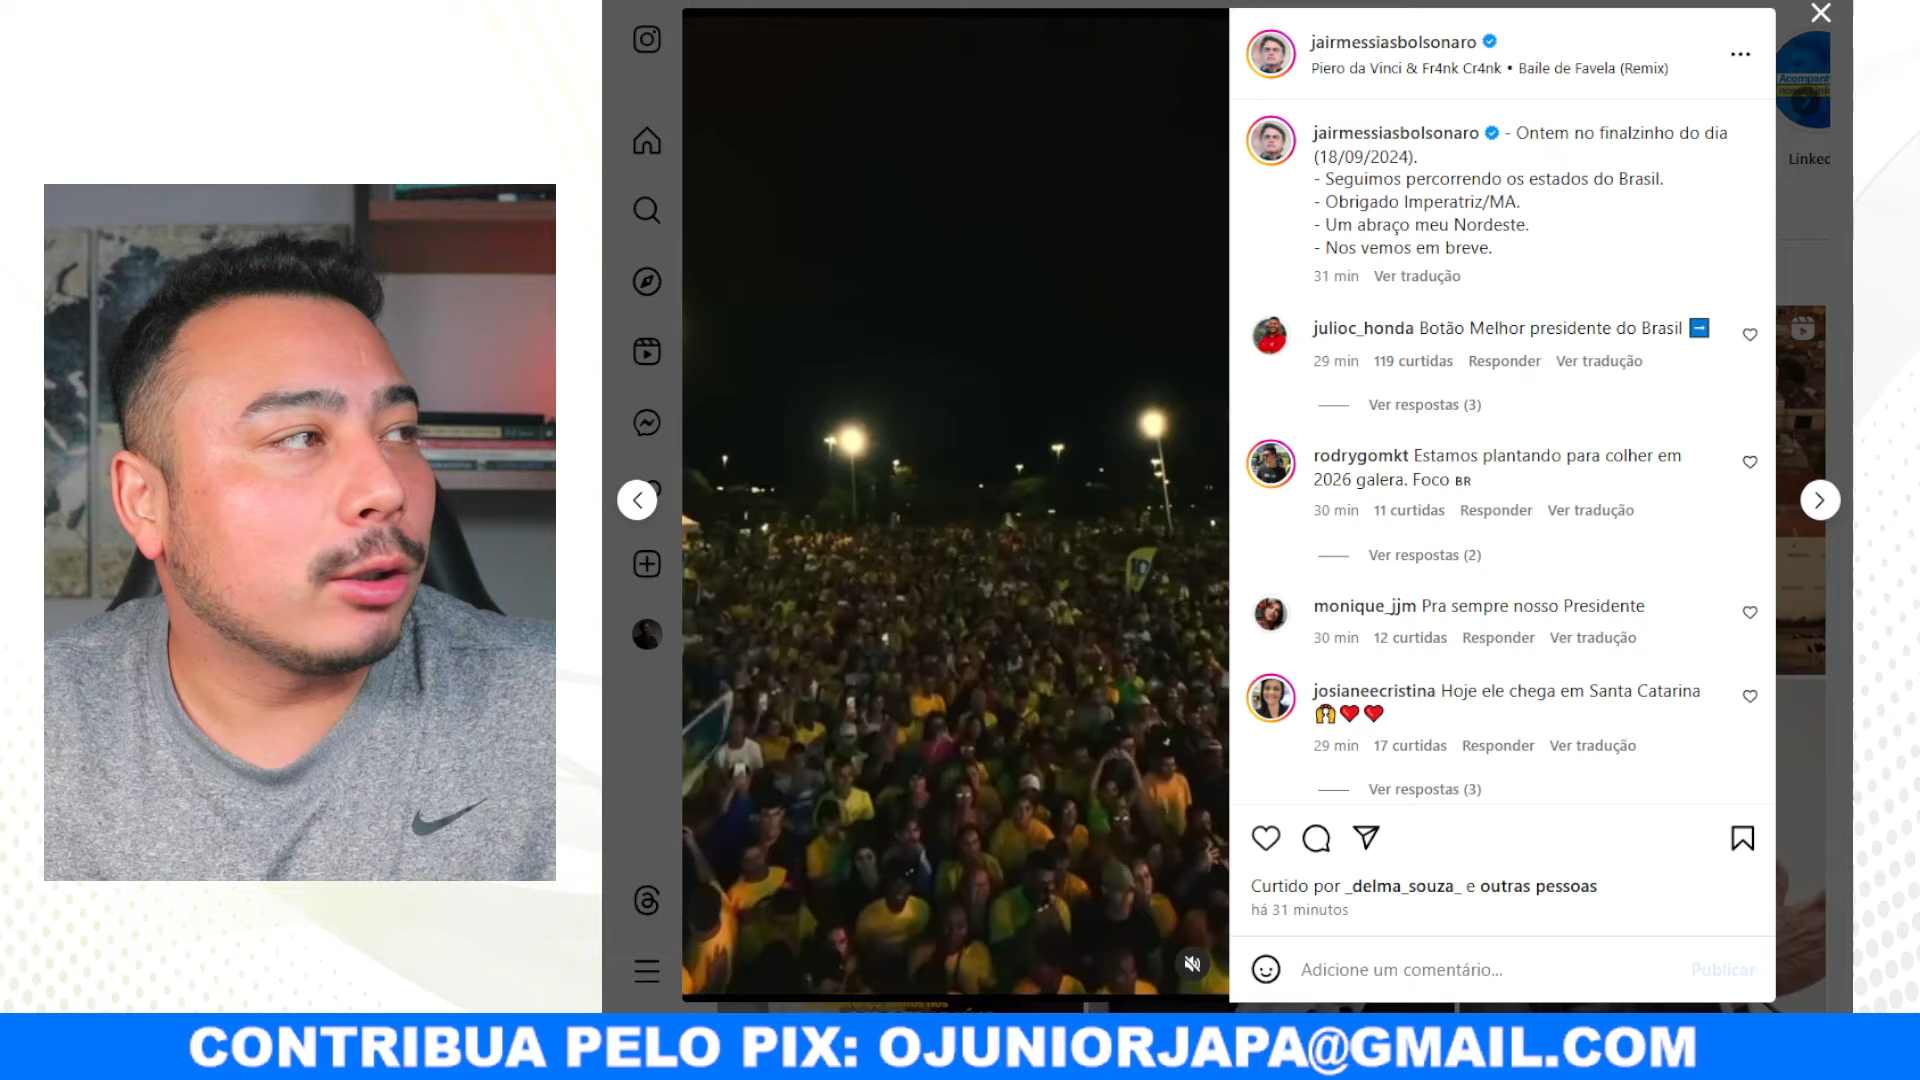 jairmessiasbolsonaro
Piero da Vinci & Fr4nk Cr4nk • Baile de Favela (Remix)
jairmessiasbolsonaro - Ontem no finalzinho do dia
(18/09/2024).
- Seguimos percorrendo os estados do Brasil.
- Obrigado Imperatriz/MA.
- Um abraço meu Nordeste.
- Nos vemos em breve.
31 min Ver tradução
julioc_honda Botão Melhor presidente do Brasil ➡️
29 min 119 curtidas Responder Ver tradução
Ver respostas (3)
rodrygomkt Estamos plantando para colher em
2026 galera. Foco BR
30 min 11 curtidas Responder Ver tradução
Ver respostas (2)
monique_jjm Pra sempre nosso Presidente
30 min 12 curtidas Responder Ver tradução
josianeecristina Hoje ele chega em Santa Catarina
🙌❤️❤️
29 min 17 curtidas Responder Ver tradução
Ver respostas (3)
Curtido por _delma_souza_ e outras pessoas
há 31 minutos
Adicione um comentário...
Publicar
Acompanh
Linked
CONTRIBUA PELO PIX: OJUNIORJAPA@GMAIL.COM